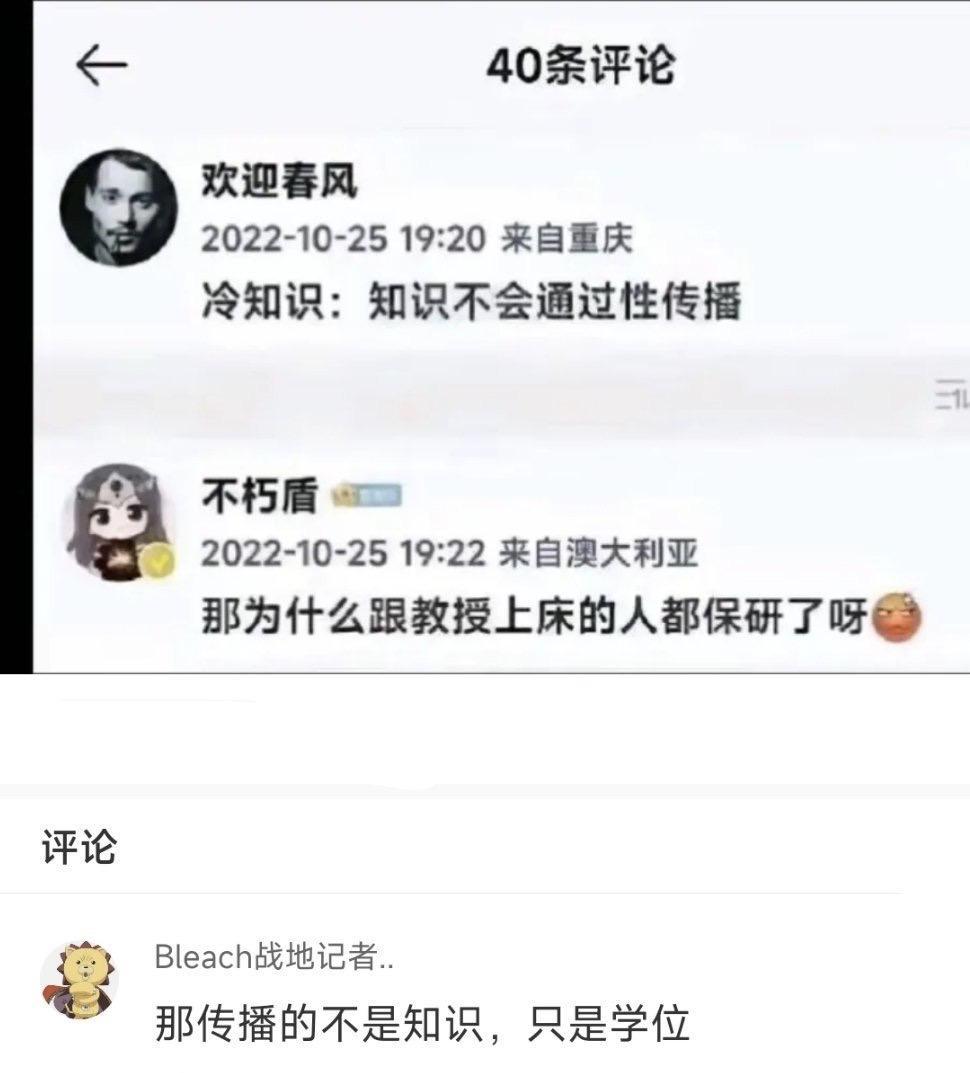 40条评论
欢迎春风
2022-10-25 19:20 来自重庆
冷知识：知识不会通过性传播
不朽盾
2022-10-25 19:22 来自澳大利亚
那为什么跟教授上床的人都保研了呀
评论
Bleach战地记者..
那传播的不是知识，只是学位